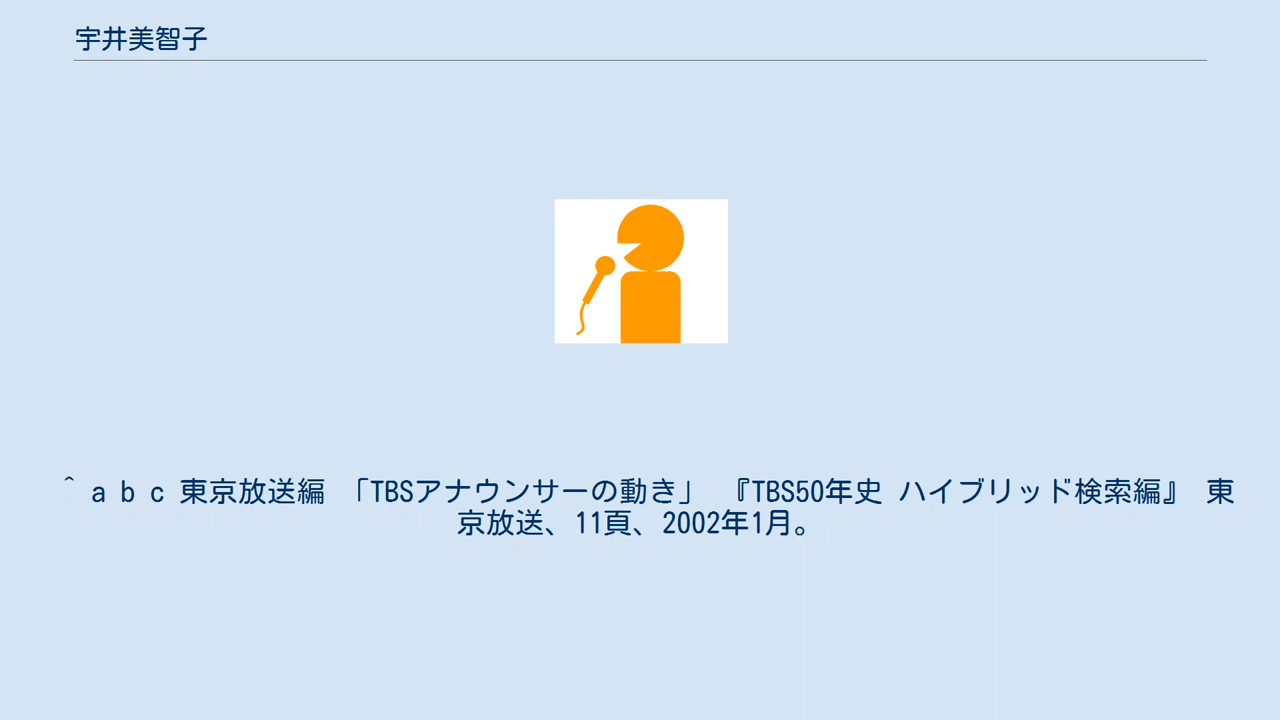 宇井美智子
^ a b c 東京放送編 「TBSアナウンサーの動き」 『TBS50年史 ハイブリッド検索編』 東
京放送、11頁、2002年1月。